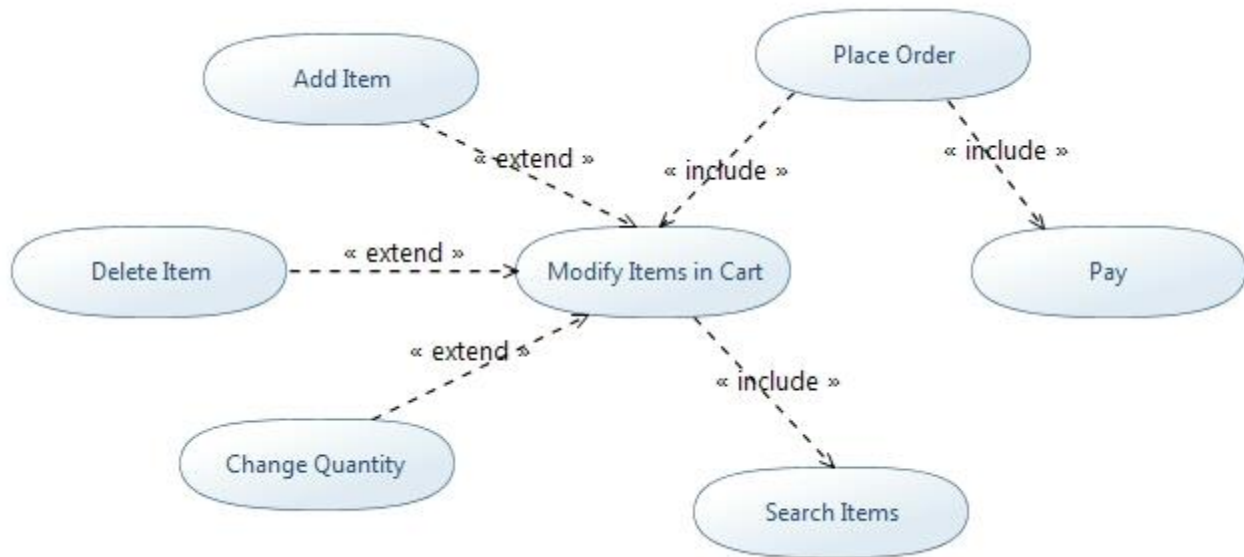 Place Order
Add Item
« extend »
« include »
« include »
Delete Item
« extend »
Modify Items in Cart
Pay
« extend »
« include »
Change Quantity
Search Items